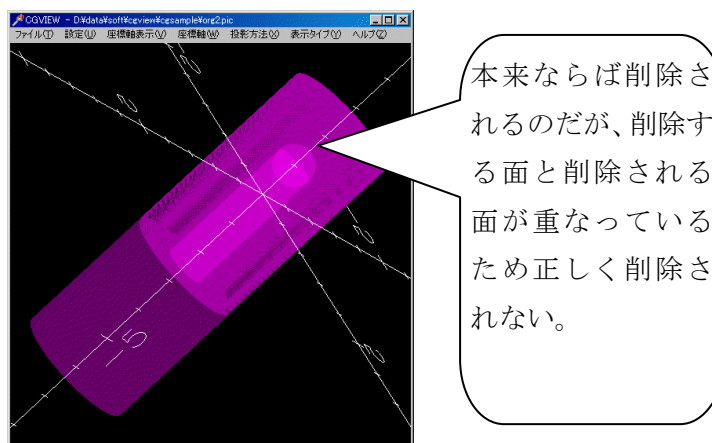 CGVIEW - D:¥data¥soft¥cgview¥cgsample¥org2.pic
ファイル(T) 設定(U) 座標軸表示(V) 座標軸(W) 投影方法(X) 表示タイプ(Y) ヘルプ(Z)
-5
本来ならば削除さ
れるのだが、削除す
る面と削除される
面が重なっている
ため正しく削除さ
れない。